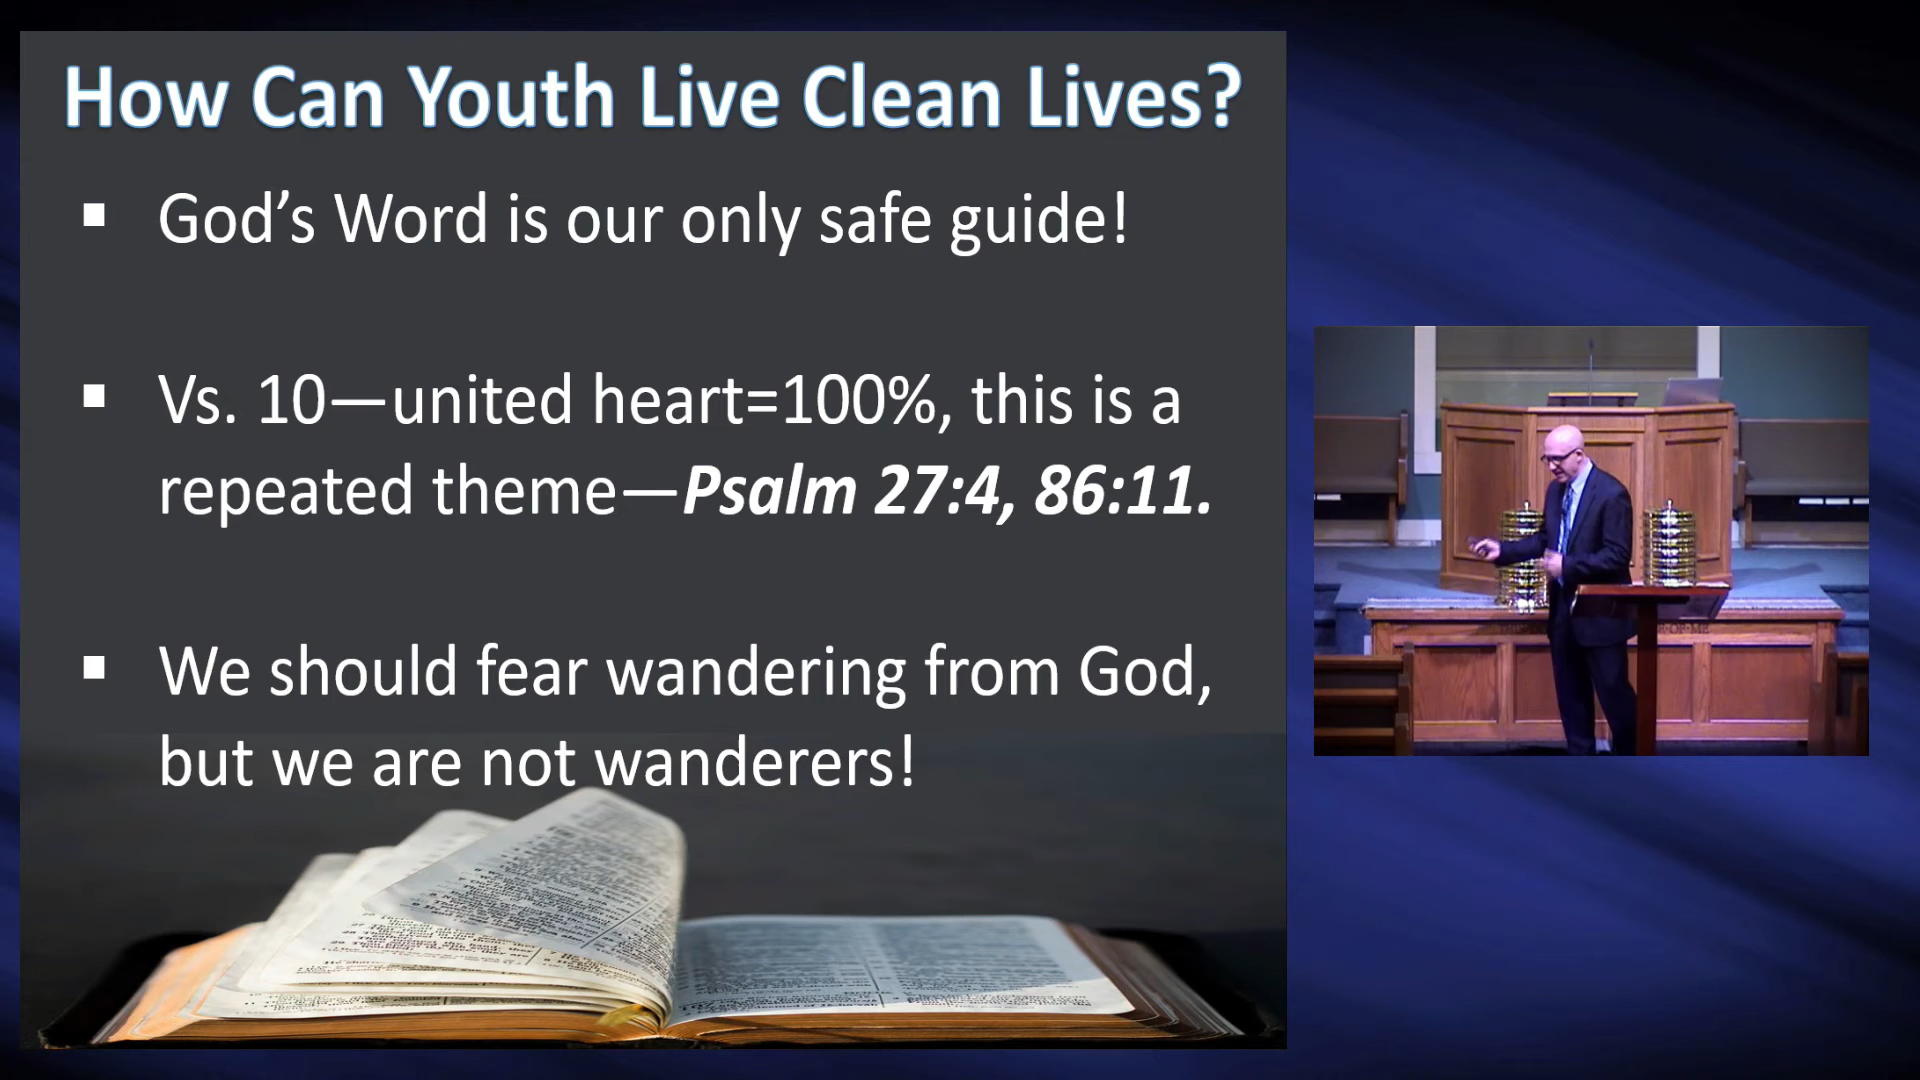 How Can Youth Live Clean Lives?
God’s Word is our only safe guide!
Vs. 10—united heart=100%, this is a
repeated theme—Psalm 27:4, 86:11.
We should fear wandering from God,
but we are not wanderers!
OF ME